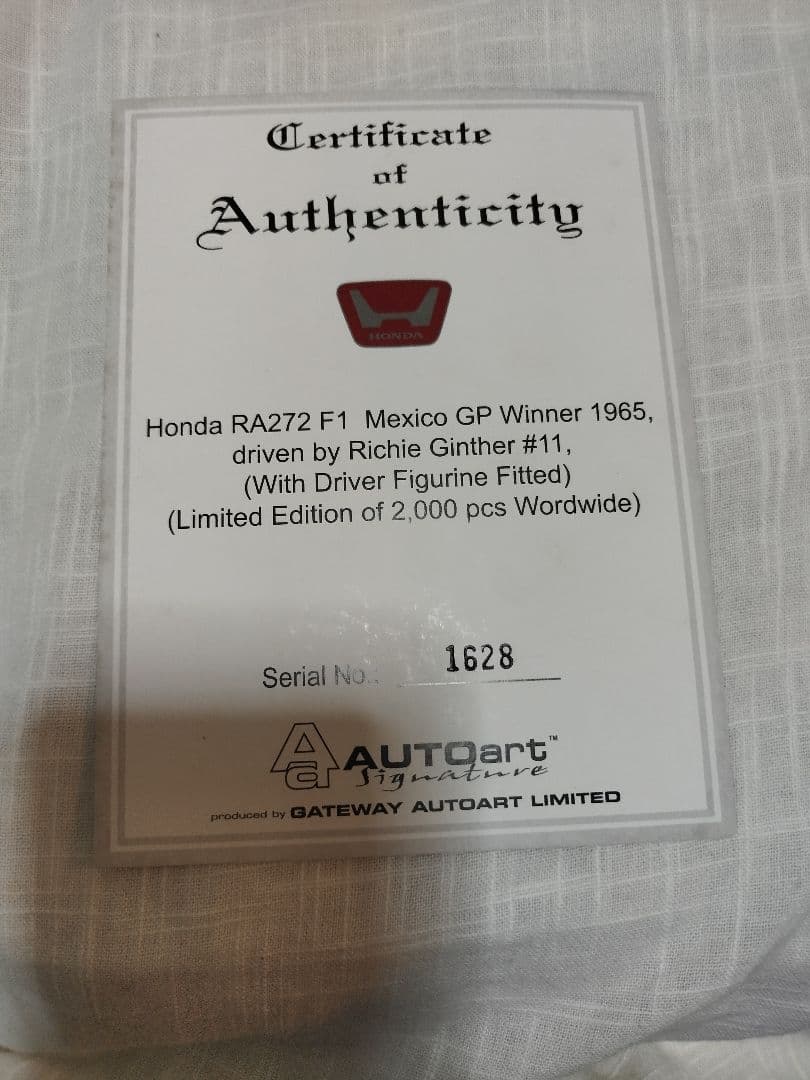 Certificate
of
Authenticity
HONDA
Honda RA272 F1 Mexico GP Winner 1965,
driven by Richie Ginther #11,
(With Driver Figurine Fitted)
(Limited Edition of 2,000 pcs Wordwide)
Serial No.: 1628
AUTOart™
Signature
produced by GATEWAY AUTOART LIMITED